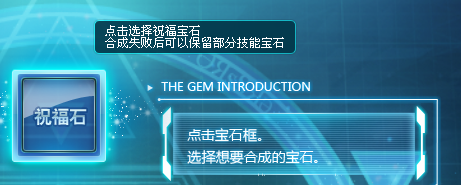 点击选择祝福宝石
合成失败后可以保留部分技能宝石
THE GEM INTRODUCTION
祝福石
点击宝石框。
选择想要合成的宝石。